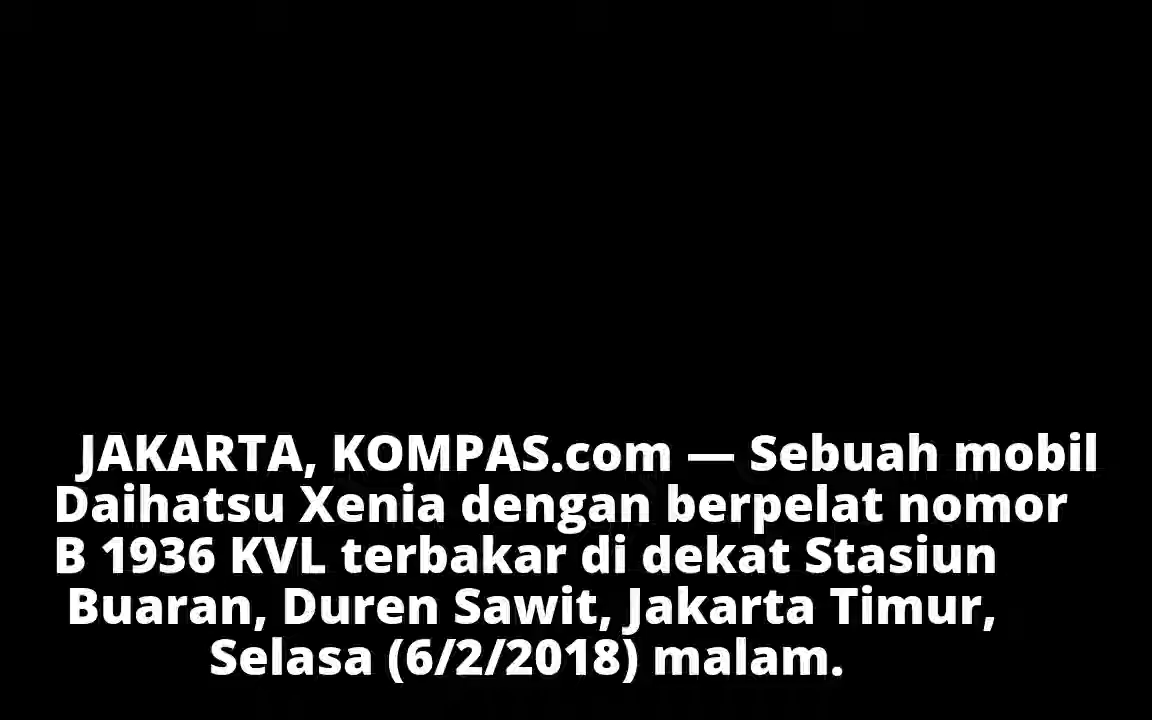 JAKARTA, KOMPAS.com — Sebuah mobil
Daihatsu Xenia dengan berpelat nomor
B 1936 KVL terbakar di dekat Stasiun
Buaran, Duren Sawit, Jakarta Timur,
Selasa (6/2/2018) malam.